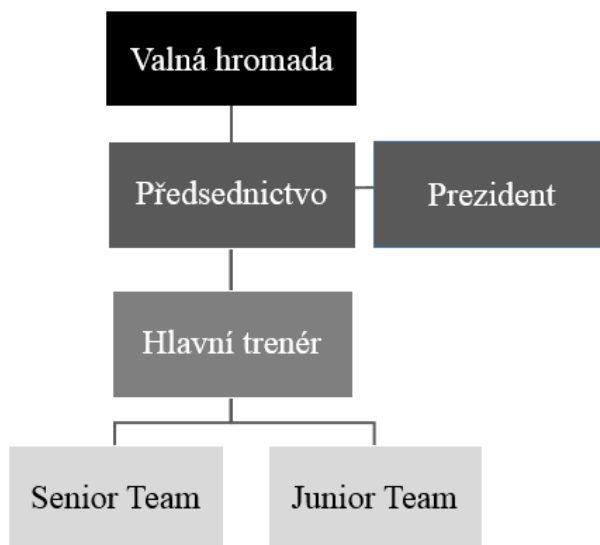 Valná hromada
Předsednictvo
Prezident
Hlavní trenér
Senior Team
Junior Team